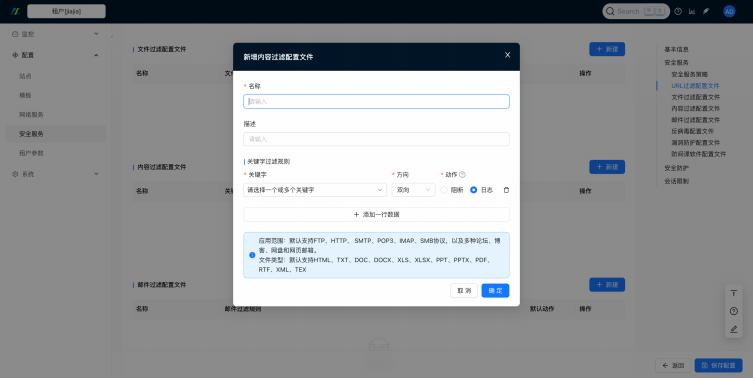 租户[jiajie]
Search
AD
监控
配置
站点
模板
网络服务
安全服务
租户参数
系统
文件过滤配置文件
新建
名称
操作
内容过滤配置文件
新建
名称
操作
邮件过滤配置文件
新建
名称
邮件过滤规则
默认动作
操作
基本信息
安全服务
安全服务策略
URL过滤配置文件
文件过滤配置文件
内容过滤配置文件
邮件过滤配置文件
反病毒配置文件
漏洞防护配置文件
防间谍软件配置文件
安全防护
会话限制
返回
保存配置
新增内容过滤配置文件
* 名称
请输入
描述
请输入
关键字过滤规则
* 关键字
* 方向
* 动作
请选择一个或多个关键字
双向
阻断
日志
添加一行数据
应用范围：默认支持FTP、HTTP、SMTP、POP3、IMAP、SMB协议，以及多种论坛、博
客、网盘和网页邮箱。
文件类型：默认支持HTML、TXT、DOC、DOCX、XLS、XLSX、PPT、PPTX、PDF、
RTF、XML、TEX
取 消
确 定